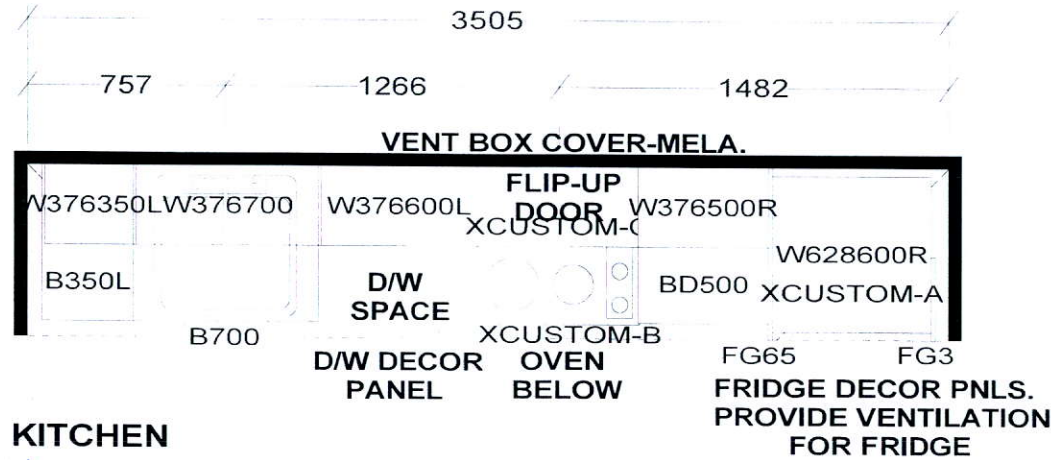 3505
757 1266 1482
VENT BOX COVER-MELA.
FLIP-UP
DOOR
W376350L W376700 W376600L W376500R
XCUSTOM-C
W628600R
B350L D/W BD500 XCUSTOM-A
SPACE
B700 XCUSTOM-B
D/W DECOR OVEN FG65 FG3
PANEL BELOW
FRIDGE DECOR PNLS.
PROVIDE VENTILATION
FOR FRIDGE
KITCHEN